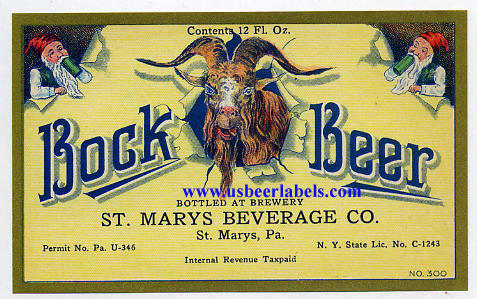 Contents 12 Fl. Oz.
Bock Beer
www.usbeerlabels.com
BOTTLED AT BREWERY
ST. MARYS BEVERAGE CO.
St. Marys, Pa.
Permit No. Pa. U-346
N. Y. State Lic. No. C-1243
Internal Revenue Taxpaid
NO. 300